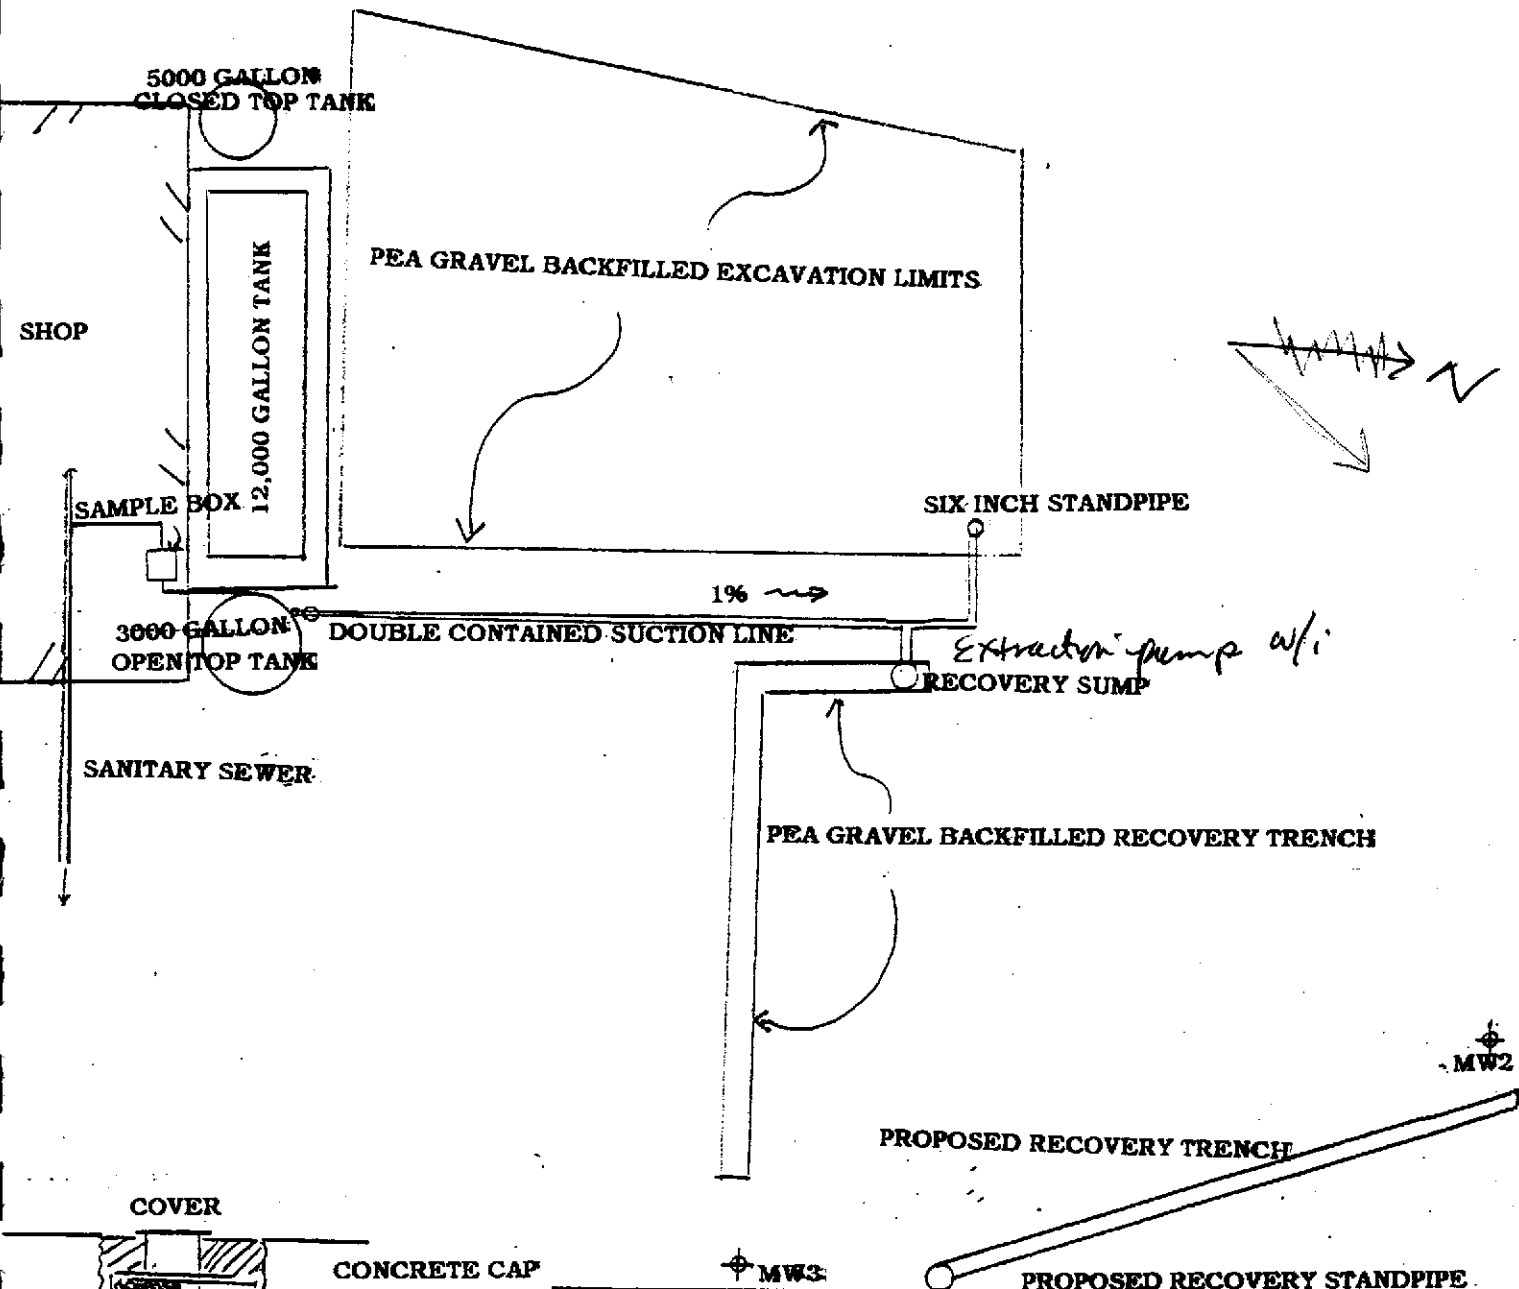 5000 GALLON
CLOSED TOP TANK
PEA GRAVEL BACKFILLED EXCAVATION LIMITS
12,000 GALLON TANK
SHOP
N
SAMPLE BOX
SIX INCH STANDPIPE
1%
3000 GALLON
OPEN TOP TANK
DOUBLE CONTAINED SUCTION LINE
Extraction pump w/i
RECOVERY SUMP
SANITARY SEWER
PEA GRAVEL BACKFILLED RECOVERY TRENCH
MW2
PROPOSED RECOVERY TRENCH
COVER
CONCRETE CAP
MW3
PROPOSED RECOVERY STANDPIPE